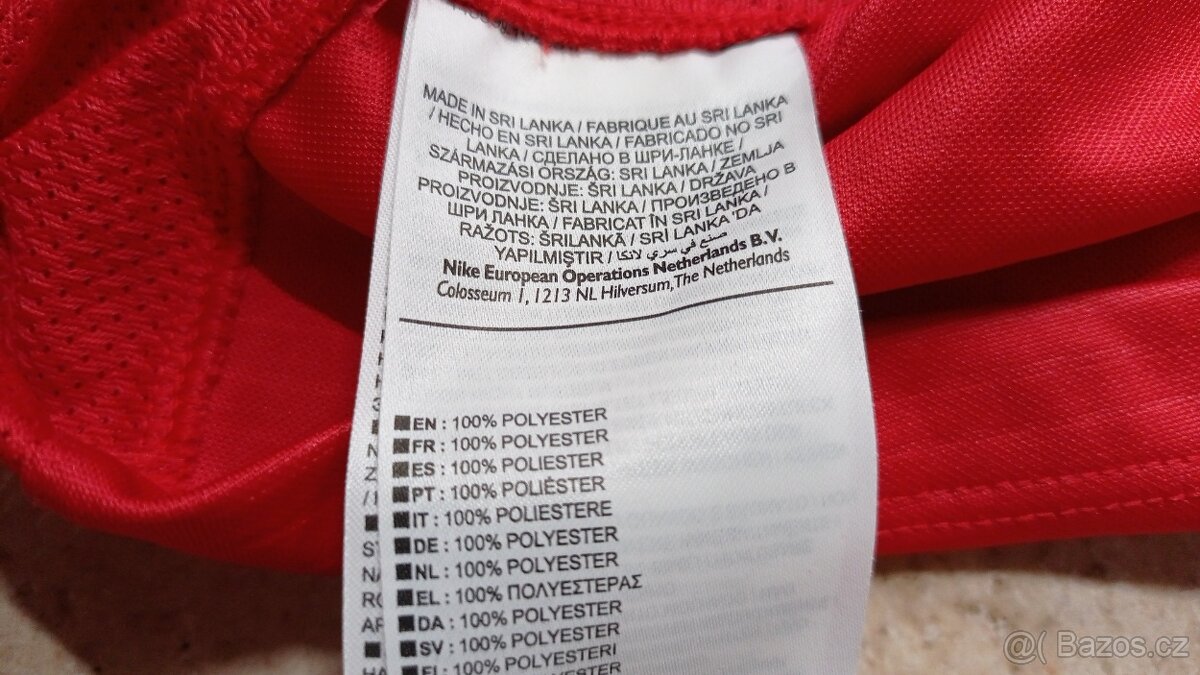 MADE IN SRI LANKA / FABRIQUE AU SRI LANKA
/ HECHO EN SRI LANKA / FABRICADO NO SRI
LANKA / СДЕЛАНО В ШРИ-ЛАНКЕ /
SZÁRMAZÁSI ORSZÁG: SRI LANKA / ZEMLJA
PROIZVODNJE: ŠRI LANKA / DRŽAVA
PROIZVODNJE: ŠRI LANKA / ПРОИЗВЕДЕНО В
ШРИ ЛАНКА / FABRICAT ÎN SRI LANKA /
RAŽOTS: ŠRILANKĀ / SRİ LANKA 'DA
YAPILMIŞTIR / صنع في سري لانكا
Nike European Operations Netherlands B.V.
Colosseum 1, 1213 NL Hilversum, The Netherlands
EN : 100% POLYESTER
FR : 100% POLYESTER
ES : 100% POLIESTER
PT : 100% POLIÉSTER
IT : 100% POLIESTERE
DE : 100% POLYESTER
NL : 100% POLYESTER
EL : 100% ΠΟΛΥΕΣΤΕΡΑΣ
DA : 100% POLYESTER
SV : 100% POLYESTER
FI : 100% POLYESTERI
Bazos.cz